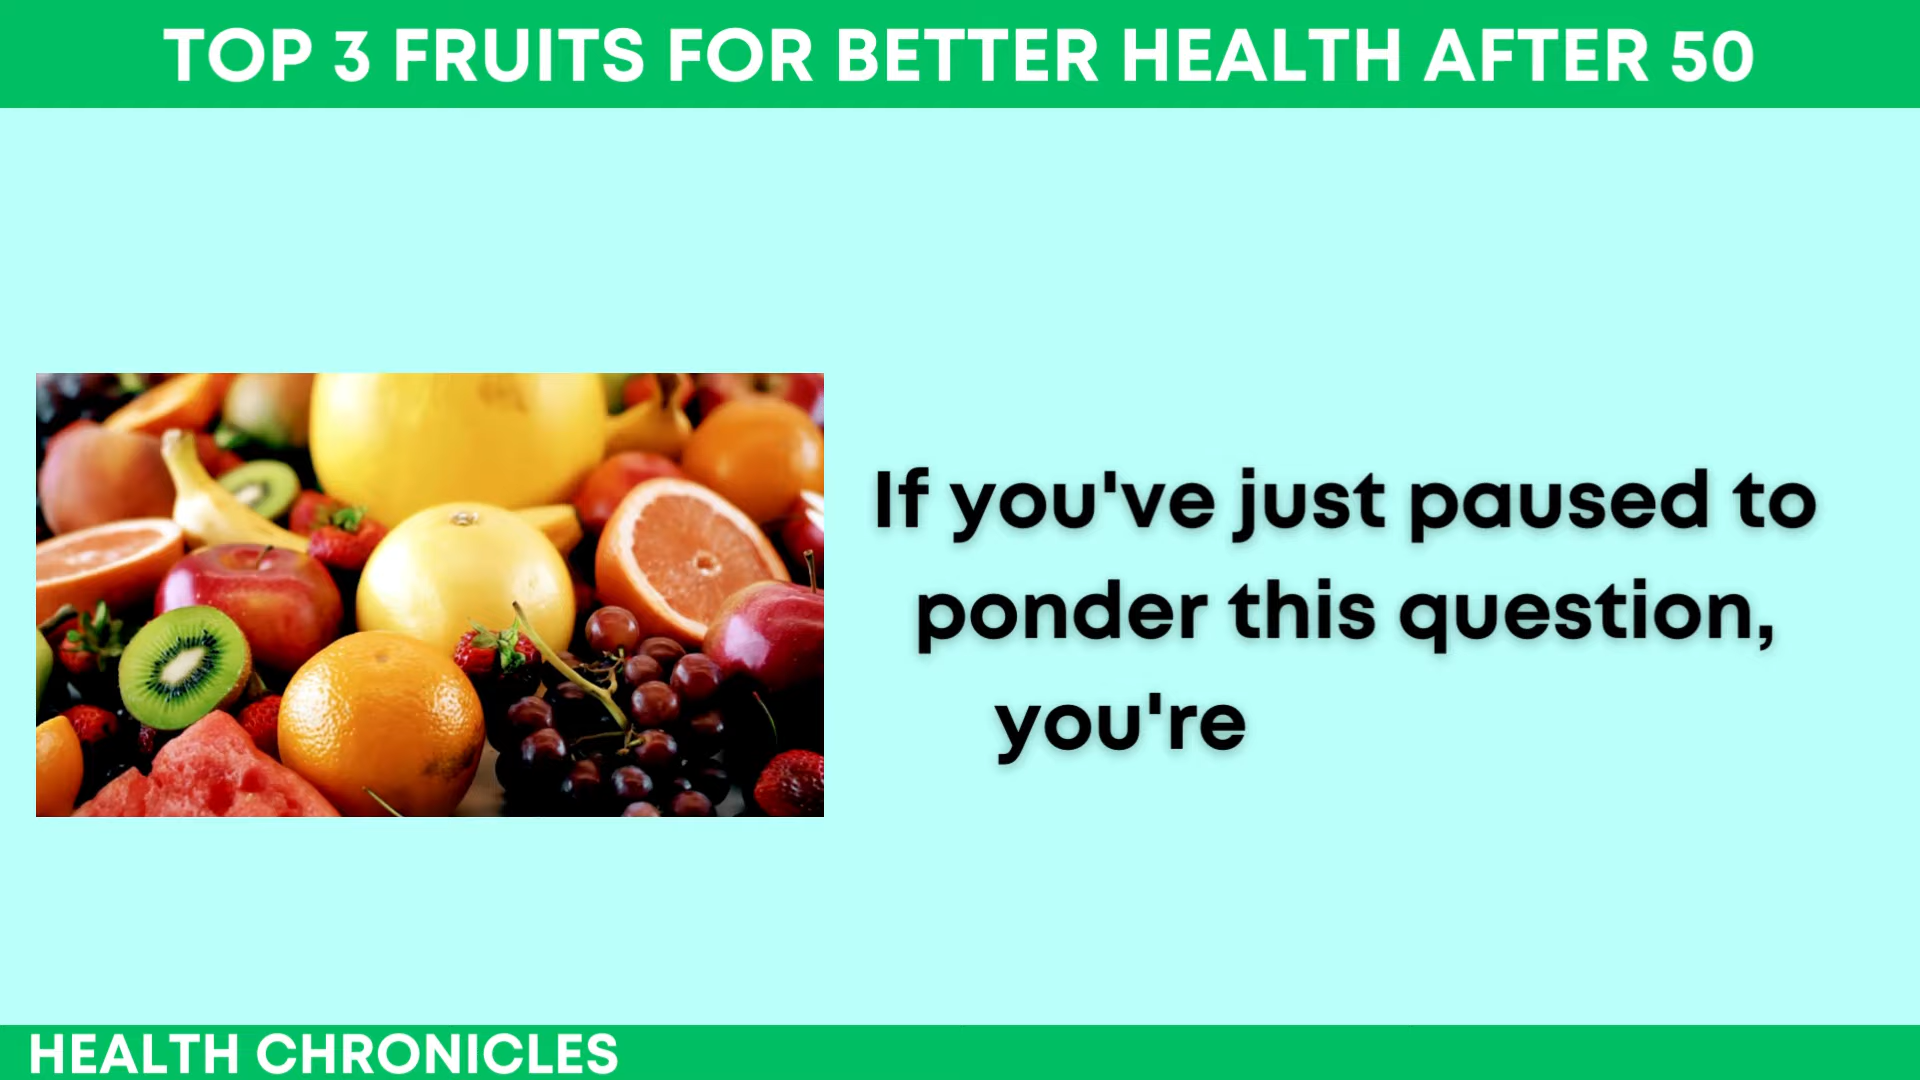 TOP 3 FRUITS FOR BETTER HEALTH AFTER 50
If you've just paused to
ponder this question,
you're
HEALTH CHRONICLES